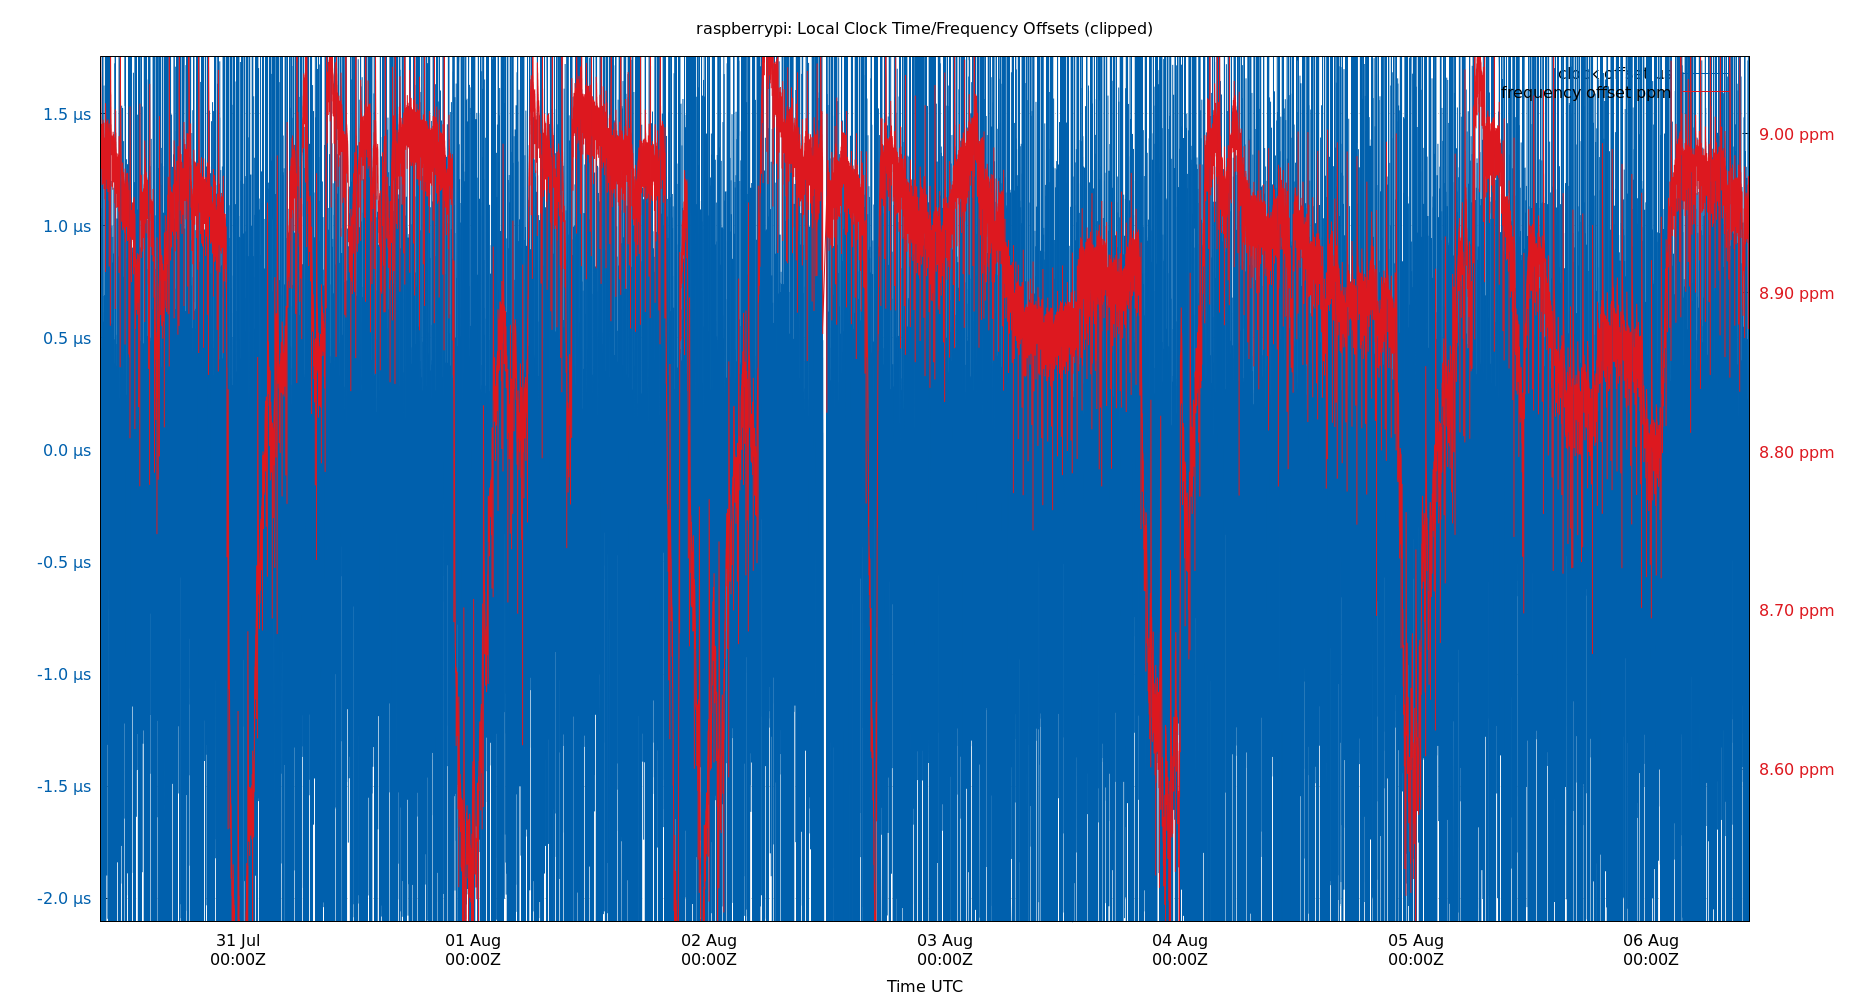 raspberrypi: Local Clock Time/Frequency Offsets (clipped)
clock offset µs
frequency offset ppm
1.5 µs
1.0 µs
0.5 µs
0.0 µs
-0.5 µs
-1.0 µs
-1.5 µs
-2.0 µs
9.00 ppm
8.90 ppm
8.80 ppm
8.70 ppm
8.60 ppm
31 Jul 01 Aug 02 Aug 03 Aug 04 Aug 05 Aug 06 Aug
00:00Z 00:00Z 00:00Z 00:00Z 00:00Z 00:00Z 00:00Z
Time UTC